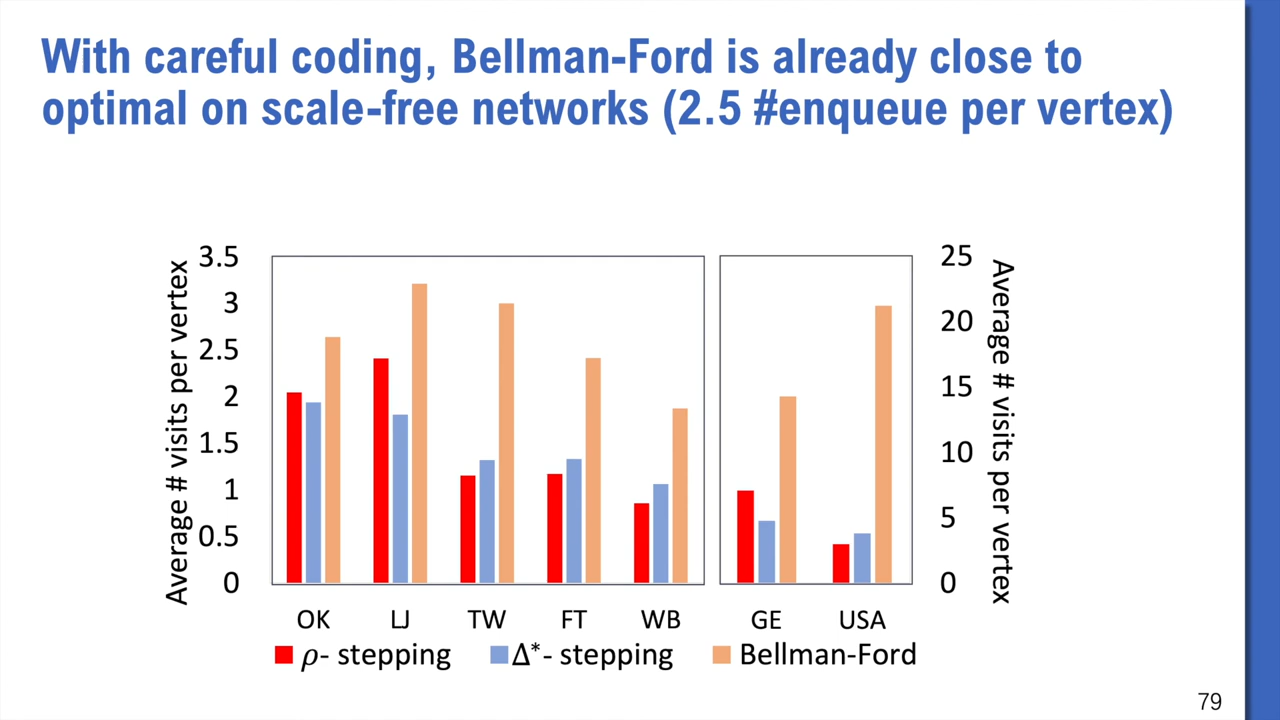 With careful coding, Bellman-Ford is already close to
optimal on scale-free networks (2.5 #enqueue per vertex)
Average # visits per vertex
3.5
3
2.5
2
1.5
1
0.5
0
OK LJ TW FT WB
GE USA
25
20
15
10
5
0
Average # visits per vertex
ρ- stepping Δ*- stepping Bellman-Ford
79